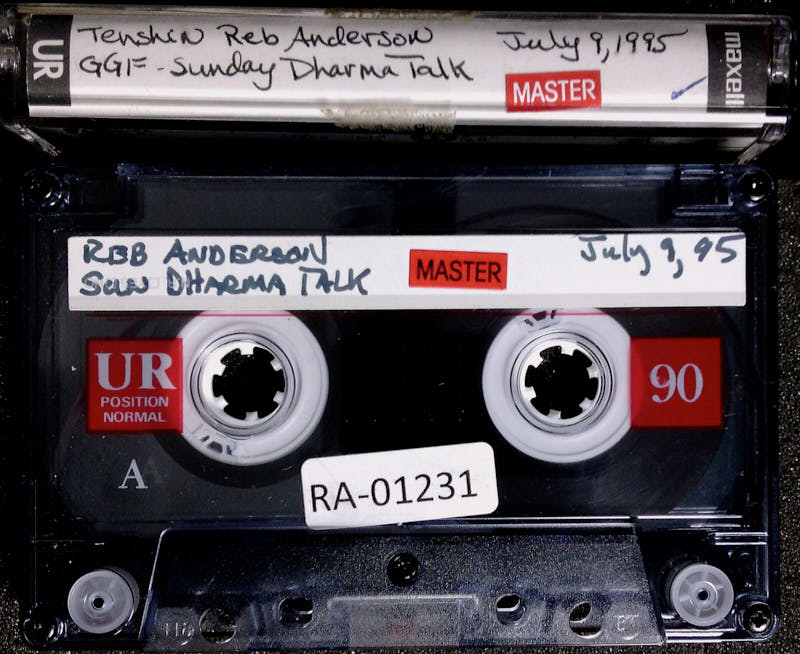 UR
Tenshin Reb Anderson July 9, 1995
GGF - Sunday Dharma Talk
MASTER
maxell
REB ANDERSON July 9, 95
SUN DHARMA TALK
MASTER
UR
POSITION
NORMAL
90
A
RA-01231